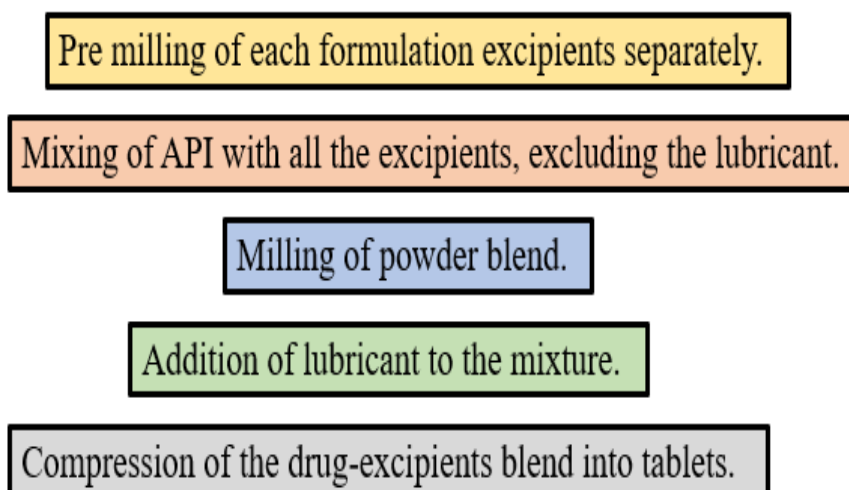 Pre milling of each formulation excipients separately.
Mixing of API with all the excipients, excluding the lubricant.
Milling of powder blend.
Addition of lubricant to the mixture.
Compression of the drug-excipients blend into tablets.